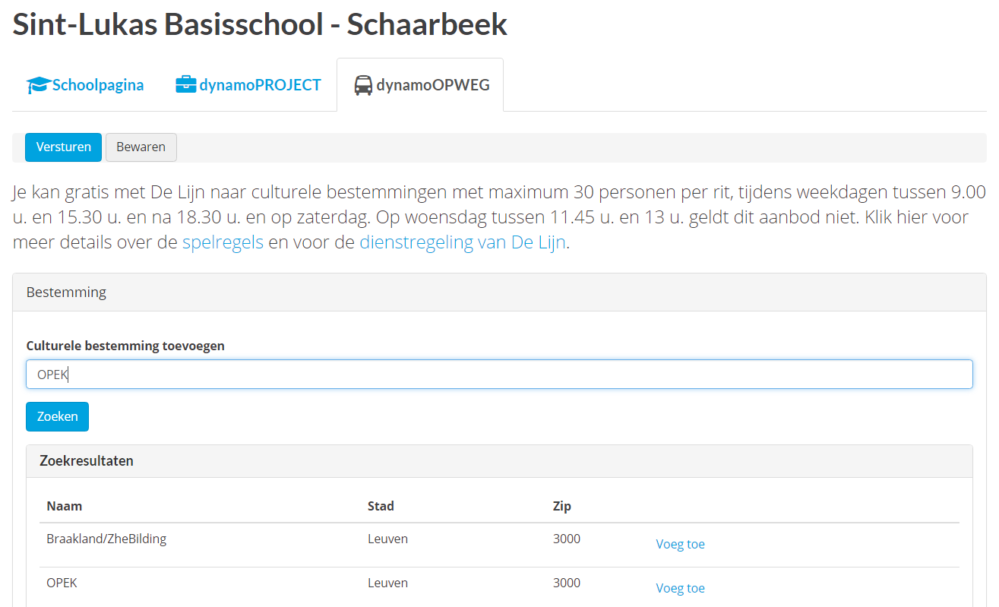 Sint-Lukas Basisschool - Schaarbeek
Schoolpagina dynamoPROJECT dynamoOPWEG
Versturen Bewaren
Je kan gratis met De Lijn naar culturele bestemmingen met maximum 30 personen per rit, tijdens weekdagen tussen 9.00
u. en 15.30 u. en na 18.30 u. en op zaterdag. Op woensdag tussen 11.45 u. en 13 u. geldt dit aanbod niet. Klik hier voor
meer details over de spelregels en voor de dienstregeling van De Lijn.
Bestemming
Culturele bestemming toevoegen
OPEK
Zoeken
Zoekresultaten
Naam Stad Zip
Braakland/ZheBilding Leuven 3000 Voeg toe
OPEK Leuven 3000 Voeg toe